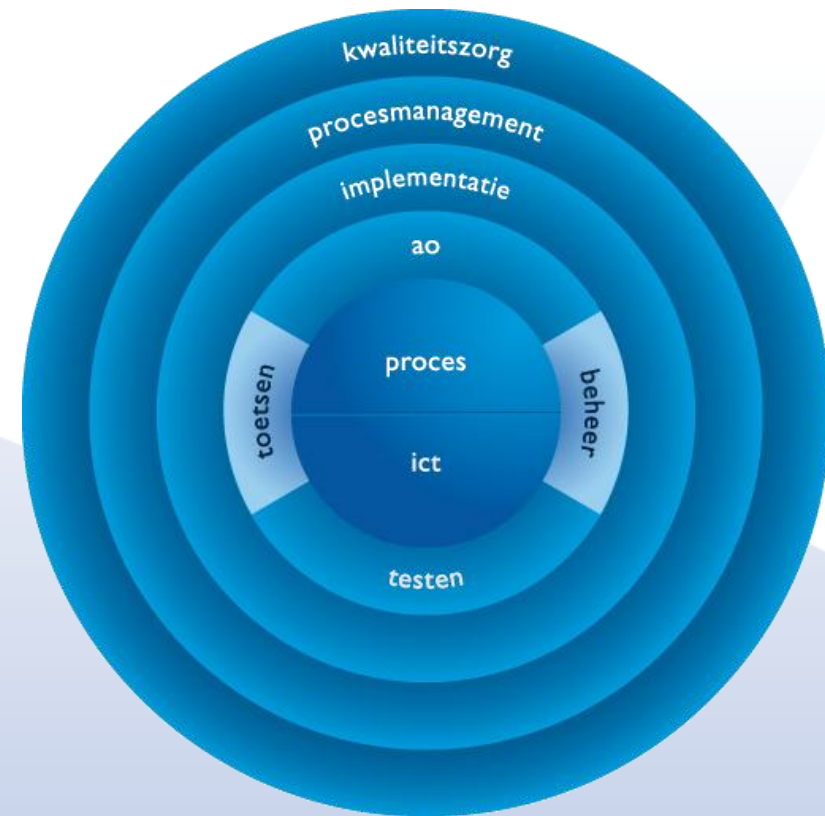 kwaliteitszorg
procesmanagement
implementatie
ao
proces
toetsen
beheer
ict
testen